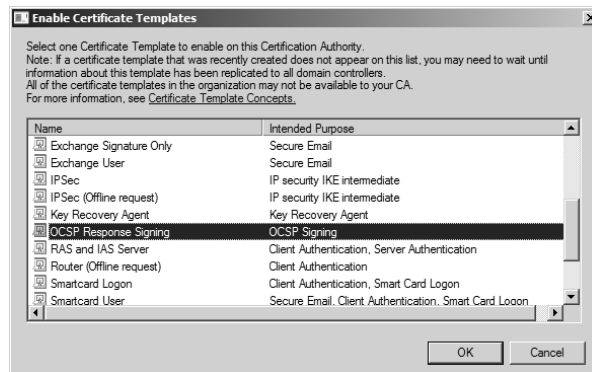 Enable Certificate Templates
Select one Certificate Template to enable on this Certification Authority.
Note: If a certificate template that was recently created does not appear on this list, you may need to wait until
information about this template has been replicated to all domain controllers.
All of the certificate templates in the organization may not be available to your CA.
For more information, see Certificate Template Concepts.
Name Intended Purpose
Exchange Signature Only Secure Email
Exchange User Secure Email
IPSec IP security IKE intermediate
IPSec (Offline request) IP security IKE intermediate
Key Recovery Agent Key Recovery Agent
OCSP Response Signing OCSP Signing
RAS and IAS Server Client Authentication, Server Authentication
Router (Offline request) Client Authentication
Smartcard Logon Client Authentication, Smart Card Logon
Smartcard User Secure Email, Client Authentication, Smart Card Logon
OK Cancel